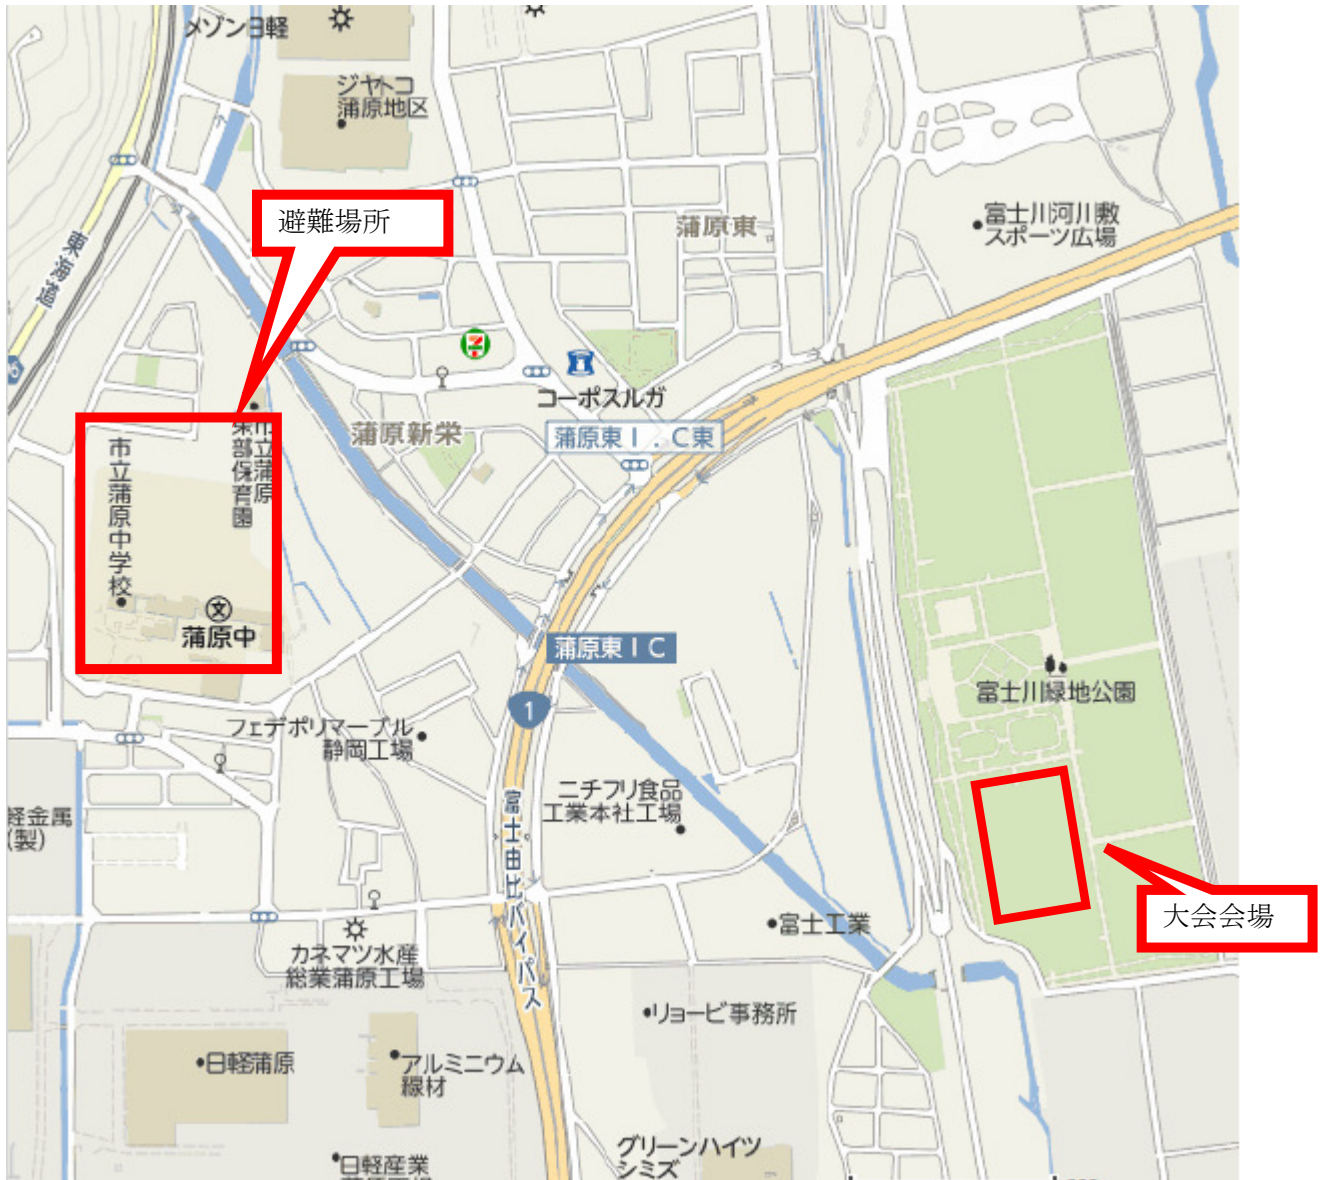 メゾン日軽
ジヤトコ
蒲原地区
避難場所
蒲原東
富士川河川敷
スポーツ広場
東海道
コーポスルガ
蒲原新栄
蒲原東I.C東
市立蒲原
東部保育園
市立蒲原中学校
文
蒲原中
蒲原東IC
富士川緑地公園
1
フェデポリマーブル
静岡工場
ニチフリ食品
工業本社工場
富士由比バイパス
軽金属
(製)
大会会場
富士工業
カネマツ水産
総業蒲原工場
リョービ事務所
日軽蒲原
アルミニウム
線材
グリーンハイツ
シミズ
日軽産業